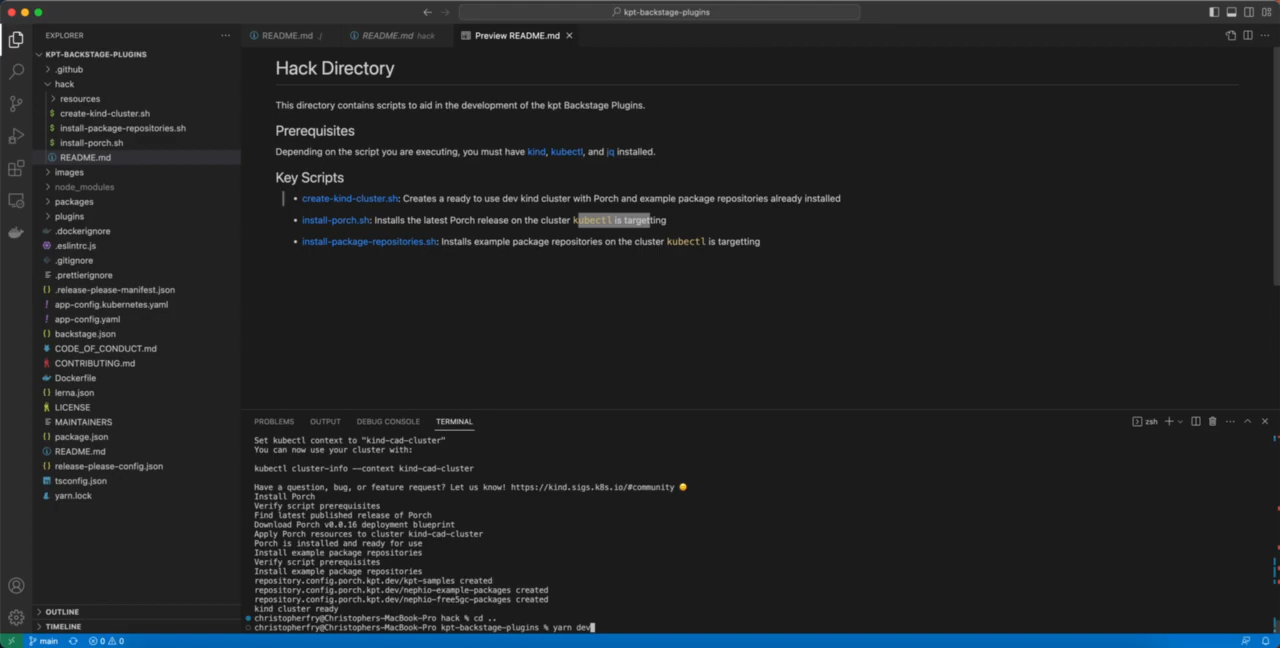 kpt-backstage-plugins
EXPLORER
KPT-BACKSTAGE-PLUGINS
.github
hack
resources
$ create-kind-cluster.sh
$ install-package-repositories.sh
$ install-porch.sh
README.md
images
node_modules
packages
plugins
.dockerignore
.eslintrc.js
.gitignore
.prettierignore
{} .release-please-manifest.json
! app-config.kubernetes.yaml
! app-config.yaml
{} backstage.json
CODE_OF_CONDUCT.md
CONTRIBUTING.md
Dockerfile
{} lerna.json
LICENSE
MAINTAINERS
{} package.json
README.md
{} release-please-config.json
tsconfig.json
yarn.lock
OUTLINE
TIMELINE
README.md ./
README.md hack
Preview README.md
Hack Directory
This directory contains scripts to aid in the development of the kpt Backstage Plugins.
Prerequisites
Depending on the script you are executing, you must have kind, kubectl, and jq installed.
Key Scripts
• create-kind-cluster.sh: Creates a ready to use dev kind cluster with Porch and example package repositories already installed
• install-porch.sh: Installs the latest Porch release on the cluster kubectl is targetting
• install-package-repositories.sh: Installs example package repositories on the cluster kubectl is targetting
PROBLEMS OUTPUT DEBUG CONSOLE TERMINAL
zsh
Set kubectl context to "kind-cad-cluster"
You can now use your cluster with:
kubectl cluster-info --context kind-cad-cluster
Have a question, bug, or feature request? Let us know! https://kind.sigs.k8s.io/#community 🙂
Install Porch
Verify script prerequisites
Find latest published release of Porch
Download Porch v0.0.16 deployment blueprint
Apply Porch resources to cluster kind-cad-cluster
Porch is installed and ready for use
Install example package repositories
Verify script prerequisites
Install example package repositories
repository.config.porch.kpt.dev/kpt-samples created
repository.config.porch.kpt.dev/nephio-example-packages created
repository.config.porch.kpt.dev/nephio-free5gc-packages created
kind cluster ready
christopherfry@Christophers-MacBook-Pro hack % cd ..
christopherfry@Christophers-MacBook-Pro kpt-backstage-plugins % yarn dev
main 0 0